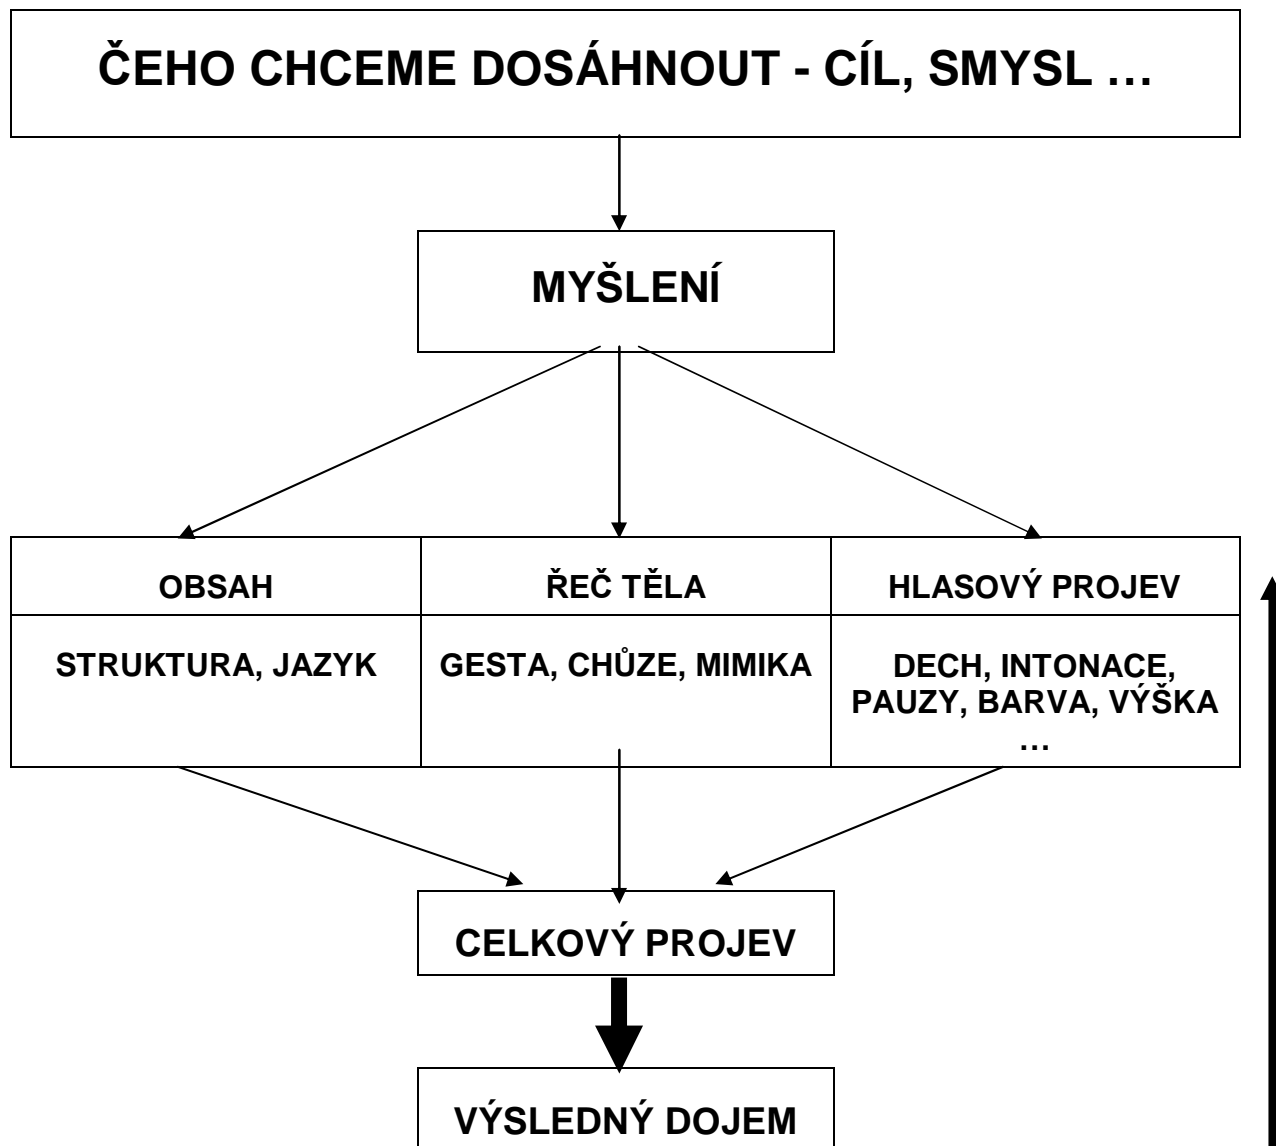 ČEHO CHCEME DOSÁHNOUT - CÍL, SMYSL …
MYŠLENÍ
OBSAH
ŘEČ TĚLA
HLASOVÝ PROJEV
STRUKTURA, JAZYK
GESTA, CHŮZE, MIMIKA
DECH, INTONACE,
PAUZY, BARVA, VÝŠKA
…
CELKOVÝ PROJEV
VÝSLEDNÝ DOJEM